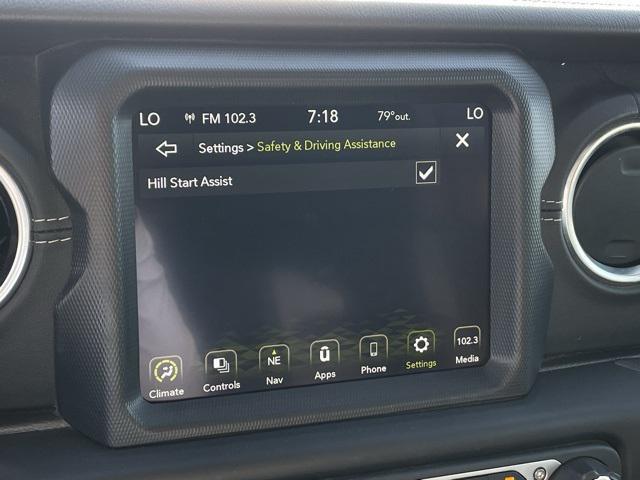 LO FM 102.3 7:18 79°out. LO
Settings > Safety & Driving Assistance
Hill Start Assist
NE 102.3
Climate Controls Nav Apps Phone Settings Media